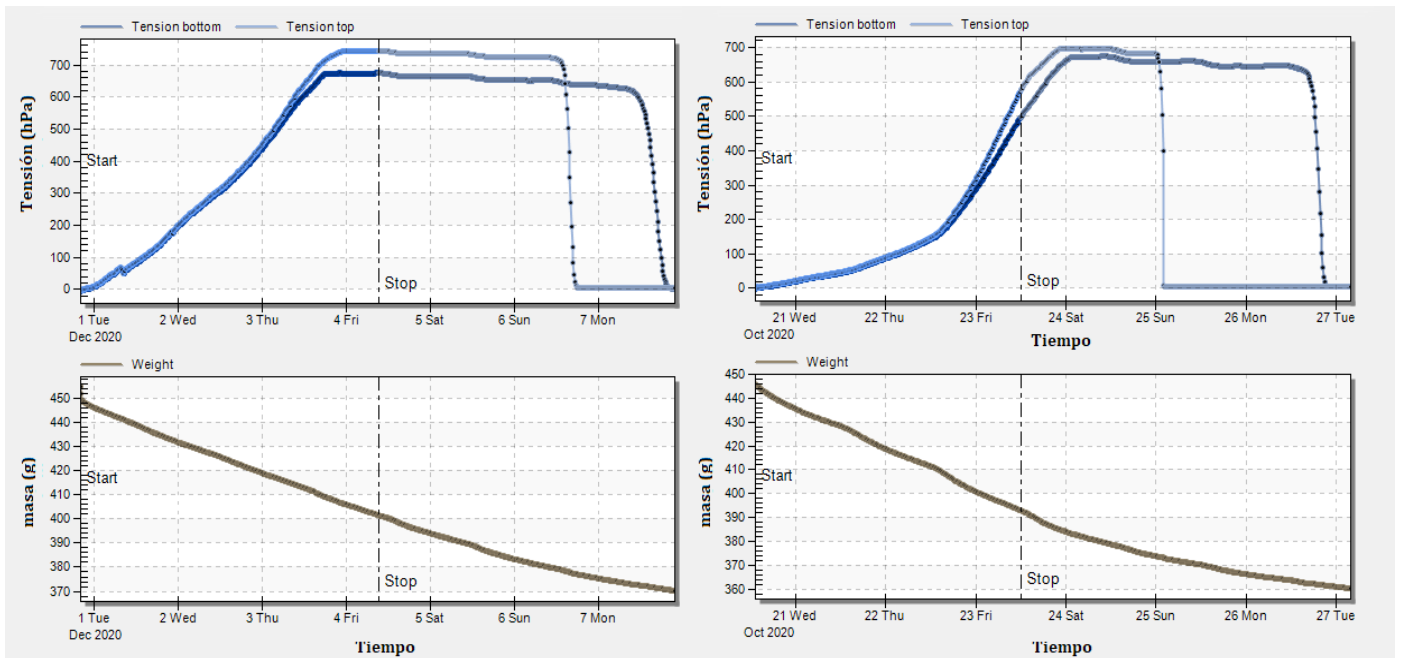 Tension bottom Tension top
Tensión (hPa)
700
600
500
400
300
200
100
0
Start
Stop
1 Tue 2 Wed 3 Thu 4 Fri 5 Sat 6 Sun 7 Mon
Dec 2020
Weight
masa (g)
450
440
430
420
410
400
390
380
370
Start
Stop
1 Tue 2 Wed 3 Thu 4 Fri 5 Sat 6 Sun 7 Mon
Dec 2020
Tiempo
Tension bottom Tension top
Tensión (hPa)
700
600
500
400
300
200
100
0
Start
Stop
21 Wed 22 Thu 23 Fri 24 Sat 25 Sun 26 Mon 27 Tue
Oct 2020
Tiempo
Weight
masa (g)
450
440
430
420
410
400
390
380
370
360
Start
Stop
21 Wed 22 Thu 23 Fri 24 Sat 25 Sun 26 Mon 27 Tue
Oct 2020
Tiempo